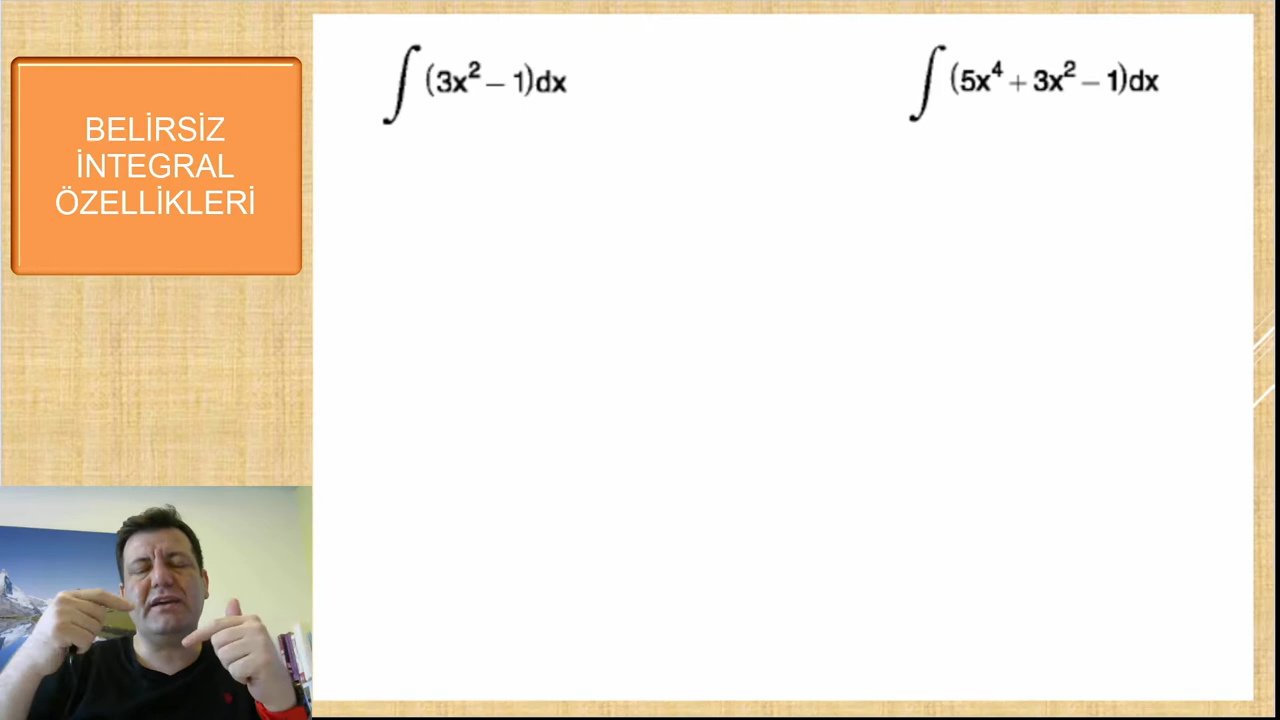 BELİRSİZ
İNTEGRAL
ÖZELLİKLERİ
∫(3x² – 1)dx
∫(5x⁴ + 3x² – 1)dx